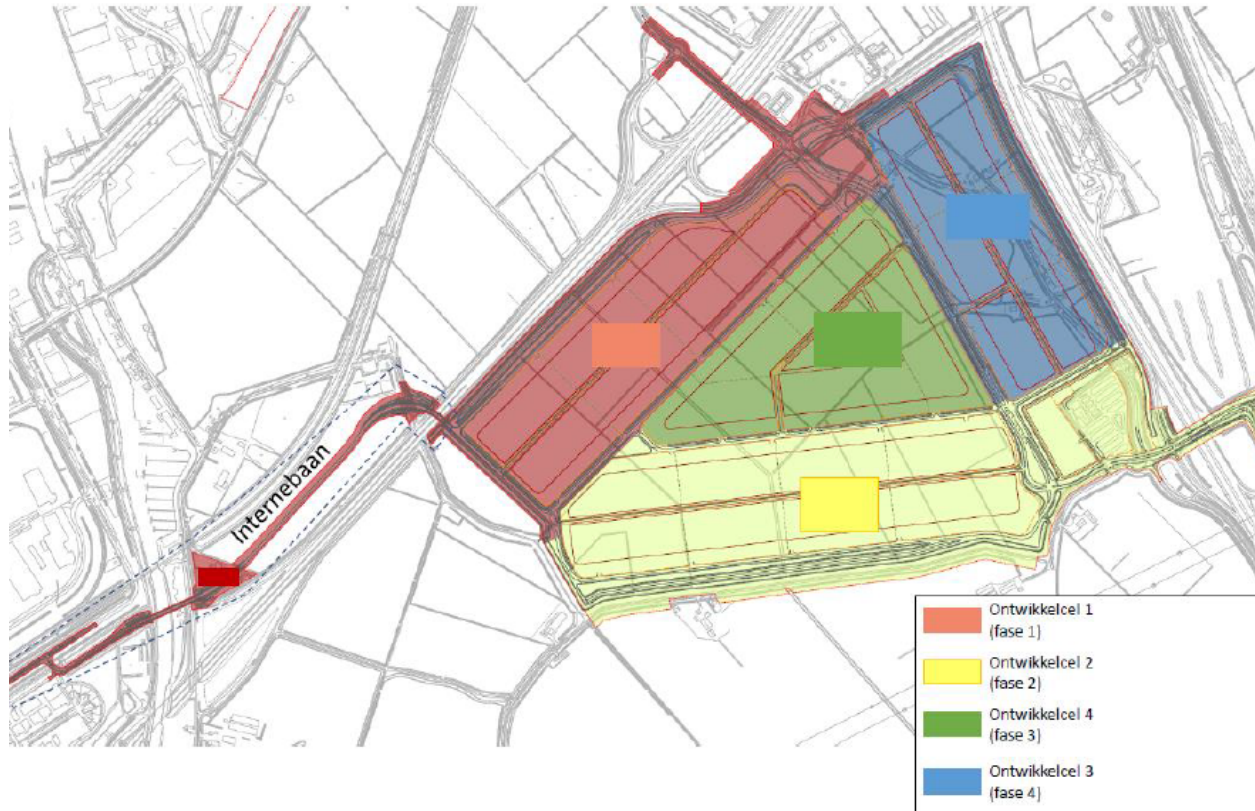 Internebaan
Ontwikkelcel 1
(fase 1)
Ontwikkelcel 2
(fase 2)
Ontwikkelcel 4
(fase 3)
Ontwikkelcel 3
(fase 4)